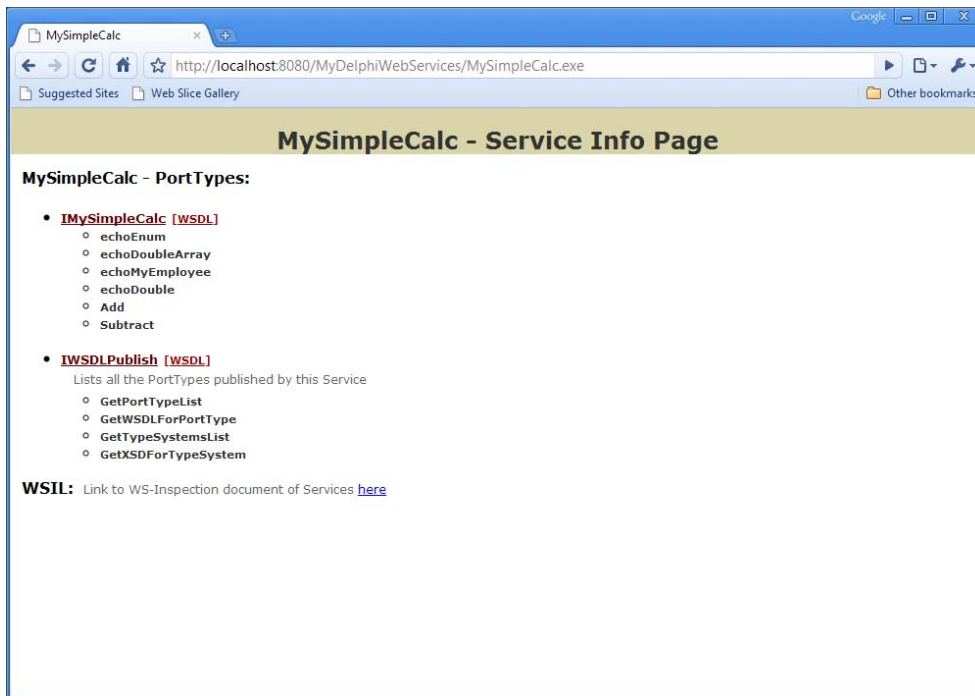 Google
MySimpleCalc
http://localhost:8080/MyDelphiWebServices/MySimpleCalc.exe
Suggested Sites Web Slice Gallery Other bookmarks
MySimpleCalc - Service Info Page
MySimpleCalc - PortTypes:
IMySimpleCalc [WSDL]
echoEnum
echoDoubleArray
echoMyEmployee
echoDouble
Add
Subtract
IWSDLPublish [WSDL]
Lists all the PortTypes published by this Service
GetPortTypeList
GetWSDLForPortType
GetTypeSystemsList
GetXSDForTypeSystem
WSIL: Link to WS-Inspection document of Services here